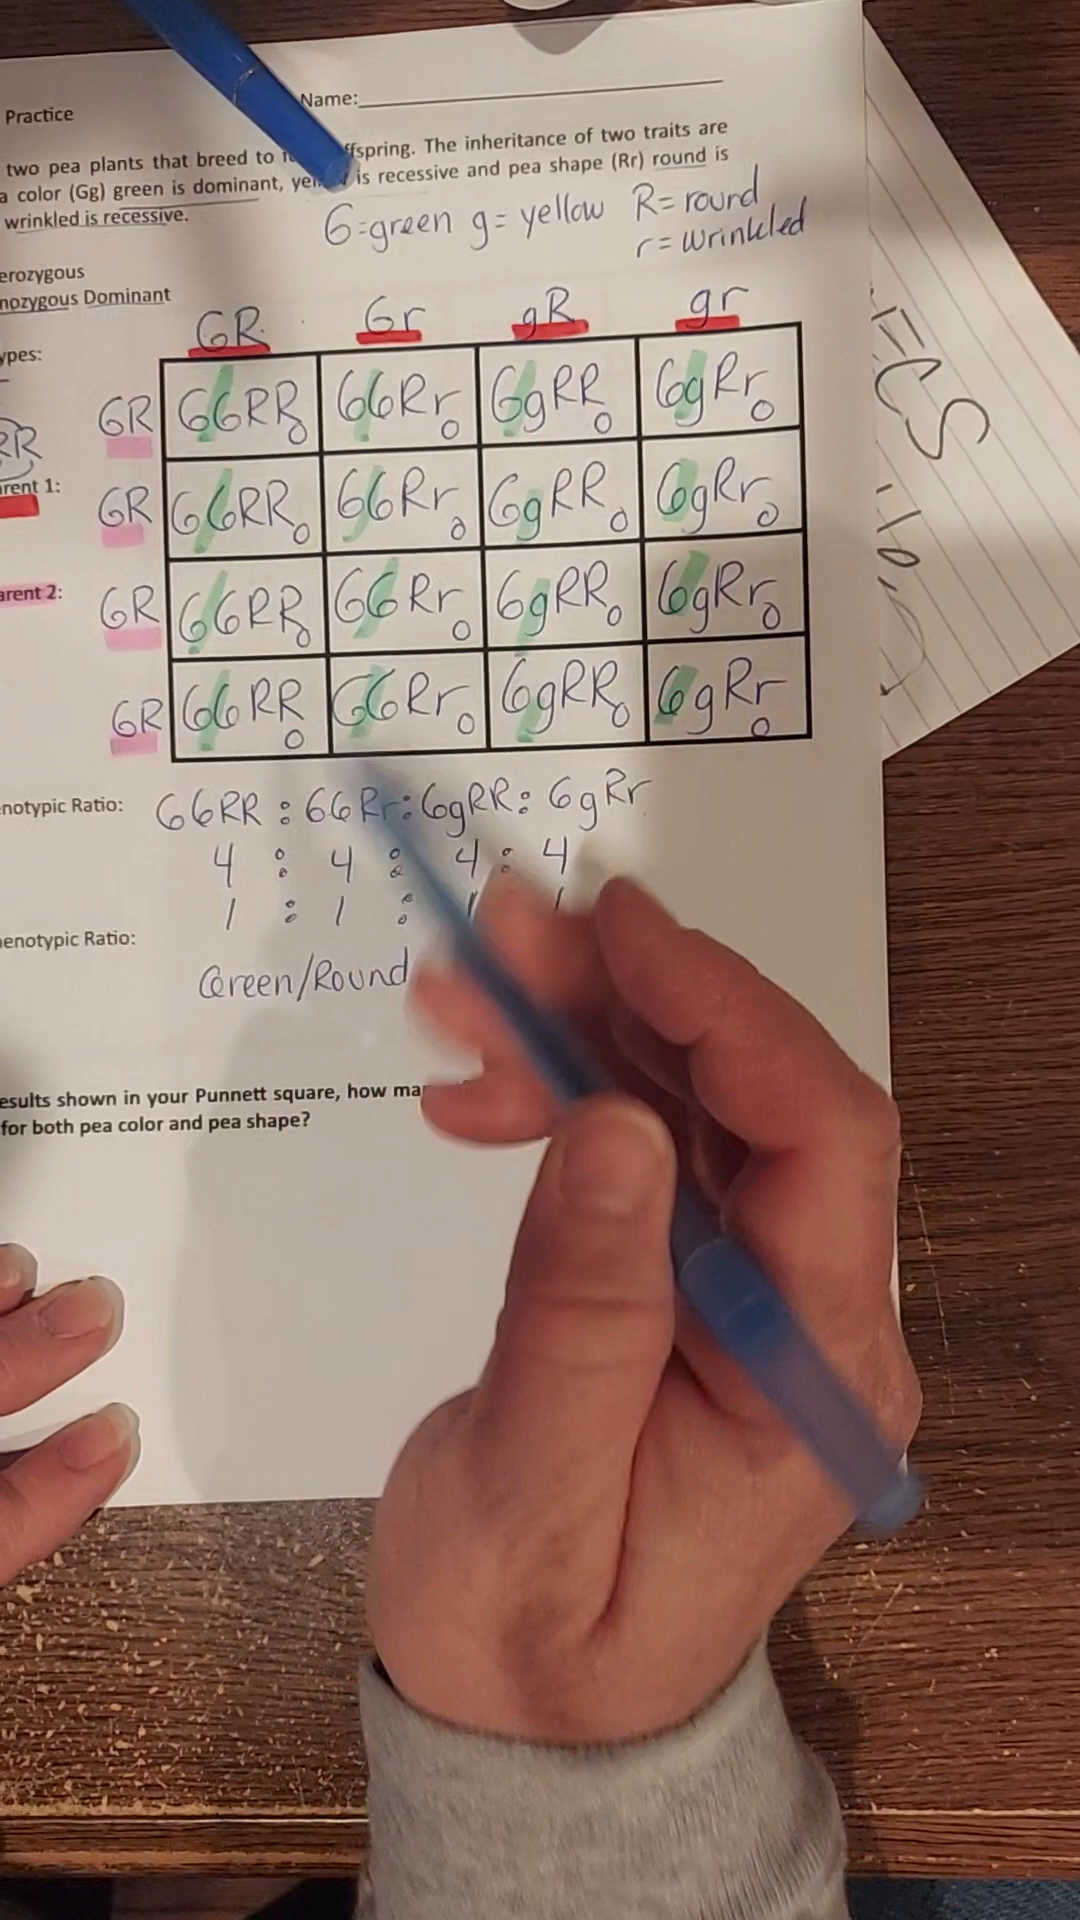 Practice
Name:
two pea plants that breed to ffspring. The inheritance of two traits are
a color (Gg) green is dominant, is recessive and pea shape (Rr) round is
wrinkled is recessive.
G=green g= yellow R= round
r= wrinkled
erozygous
mozygous Dominant
GR Gr gR gr
ypes:
GR GGRR GGRr GgRR GgRr
RR
arent 1:
GR GGRR GGRr GgRR GgRr
arent 2:
GR GGRR GGRr GgRR GgRr
GR GGRR GGRr GgRR GgRr
enotypic Ratio: GGRR : GGRr : GgRR : GgRr
4 : 4 : 4 : 4
1 : 1 : 1 1
henotypic Ratio:
Green/Round
esults shown in your Punnett square, how ma
for both pea color and pea shape?